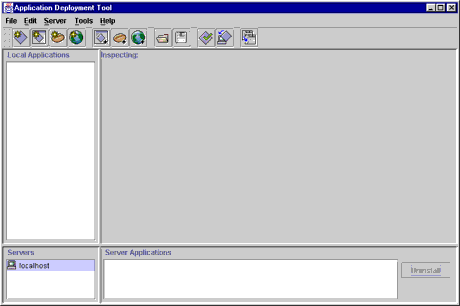 Application Deployment Tool
File Edit Server Tools Help
Local Applications
Inspecting:
Servers
localhost
Server Applications
Uninstall